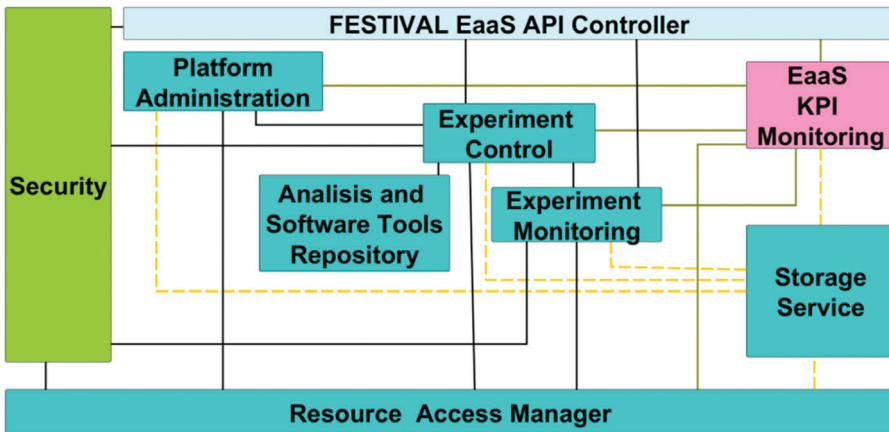 FESTIVAL EaaS API Controller
Platform
Administration
EaaS
KPI
Monitoring
Experiment
Control
Security
Analisis and
Software Tools
Repository
Experiment
Monitoring
Storage
Service
Resource Access Manager